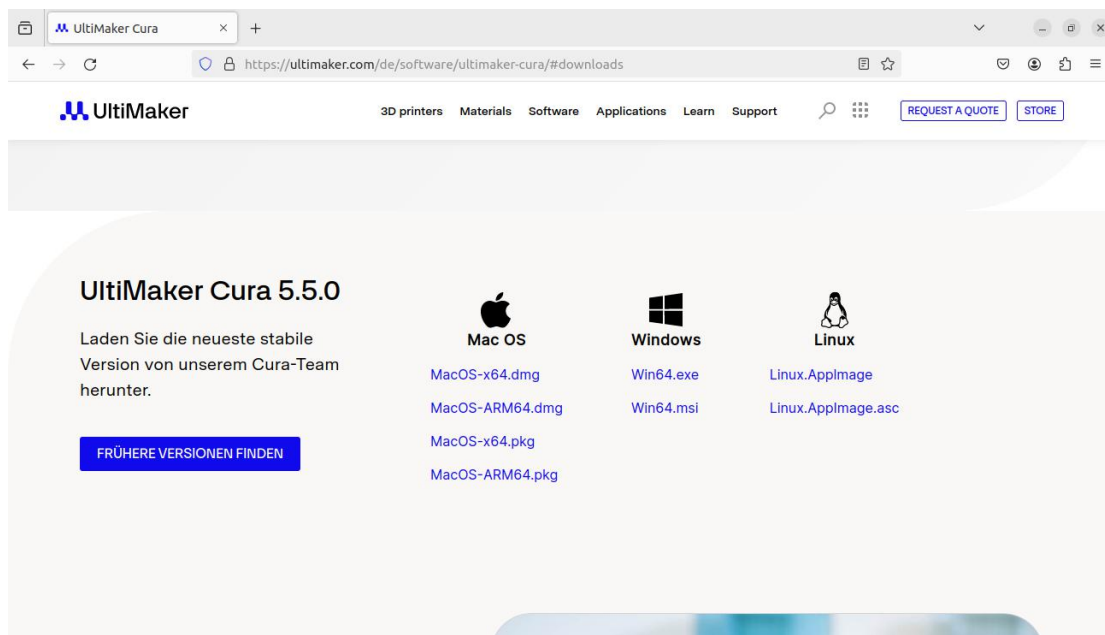 UltiMaker Cura
https://ultimaker.com/de/software/ultimaker-cura/#downloads
UltiMaker
3D printers Materials Software Applications Learn Support
REQUEST A QUOTE STORE
UltiMaker Cura 5.5.0
Laden Sie die neueste stabile
Version von unserem Cura-Team
herunter.
FRÜHERE VERSIONEN FINDEN
Mac OS
MacOS-x64.dmg
MacOS-ARM64.dmg
MacOS-x64.pkg
MacOS-ARM64.pkg
Windows
Win64.exe
Win64.msi
Linux
Linux.AppImage
Linux.AppImage.asc